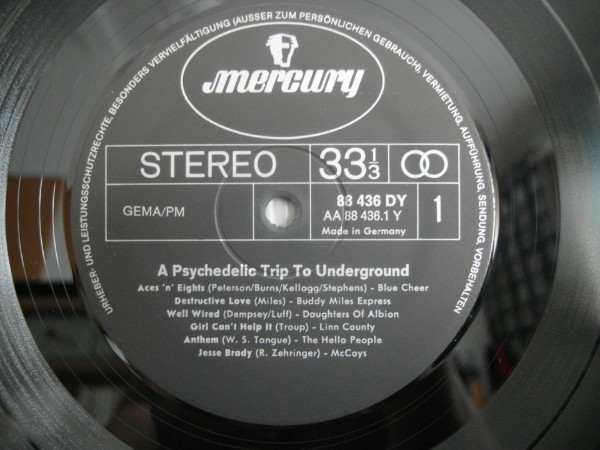 URHEBER- UND LEISTUNGSSCHUTZRECHTE, BESONDERS VERVIELFÄLTIGUNG (AUSSER ZUM PERSÖNLICHEN GEBRAUCH), VERMIETUNG, AUFFÜHRUNG, SENDUNG, VORBEHALTEN
mercury
STEREO 33 1/3
GEMA/PM
88 436 DY
AA 88 436.1 Y
Made in Germany
1
A Psychedelic Trip To Underground
Aces 'n' Eights (Peterson/Burns/Kellogg/Stephens) - Blue Cheer
Destructive Love (Miles) - Buddy Miles Express
Well Wired (Dempsey/Luff) - Daughters Of Albion
Girl Can't Help It (Troup) - Linn County
Anthem (W. S. Tongue) - The Hello People
Jesse Brady (R. Zehringer) - McCoys